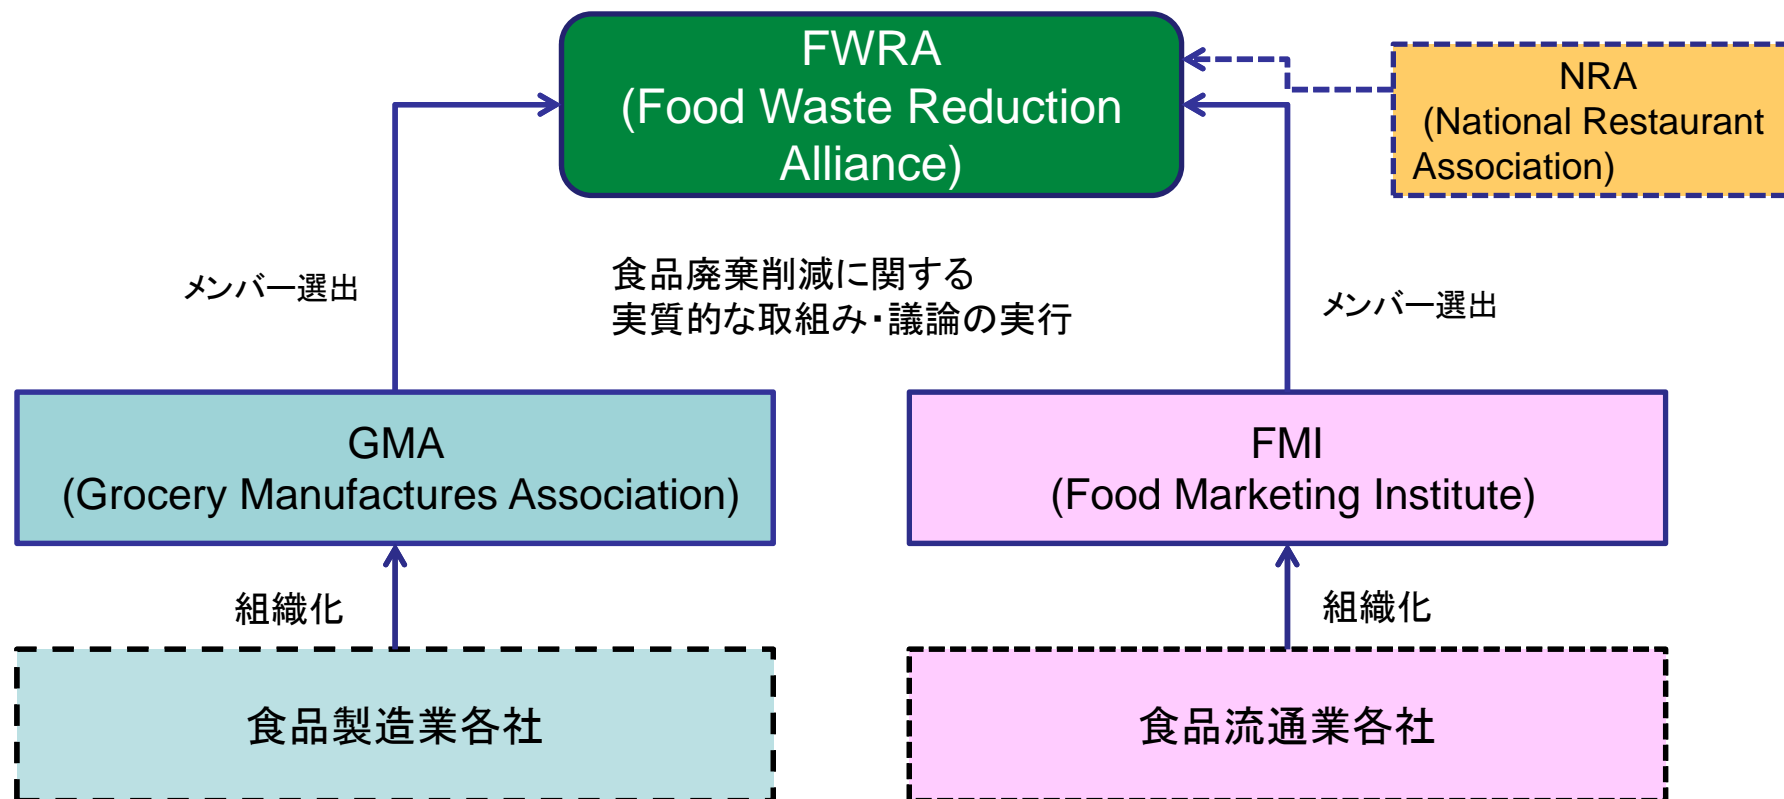 FWRA
(Food Waste Reduction
Alliance)
NRA
(National Restaurant
Association)
メンバー選出
食品廃棄削減に関する
実質的な取組み・議論の実行
メンバー選出
GMA
(Grocery Manufactures Association)
FMI
(Food Marketing Institute)
組織化
組織化
食品製造業各社
食品流通業各社